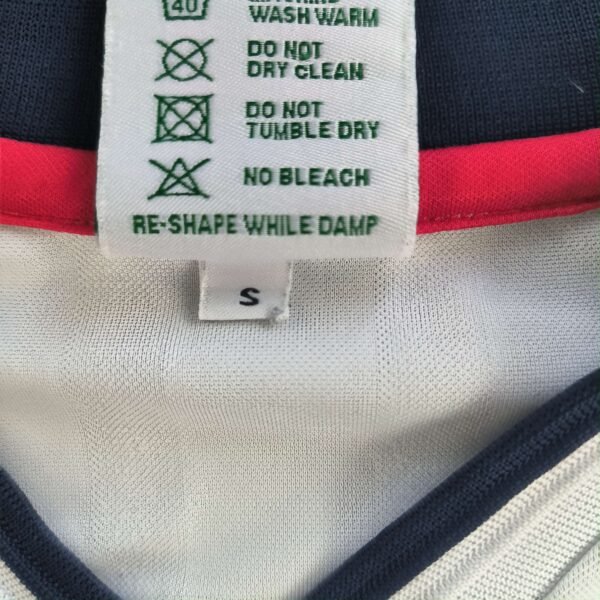 40
WASH WARM
DO NOT
DRY CLEAN
DO NOT
TUMBLE DRY
NO BLEACH
RE-SHAPE WHILE DAMP
S